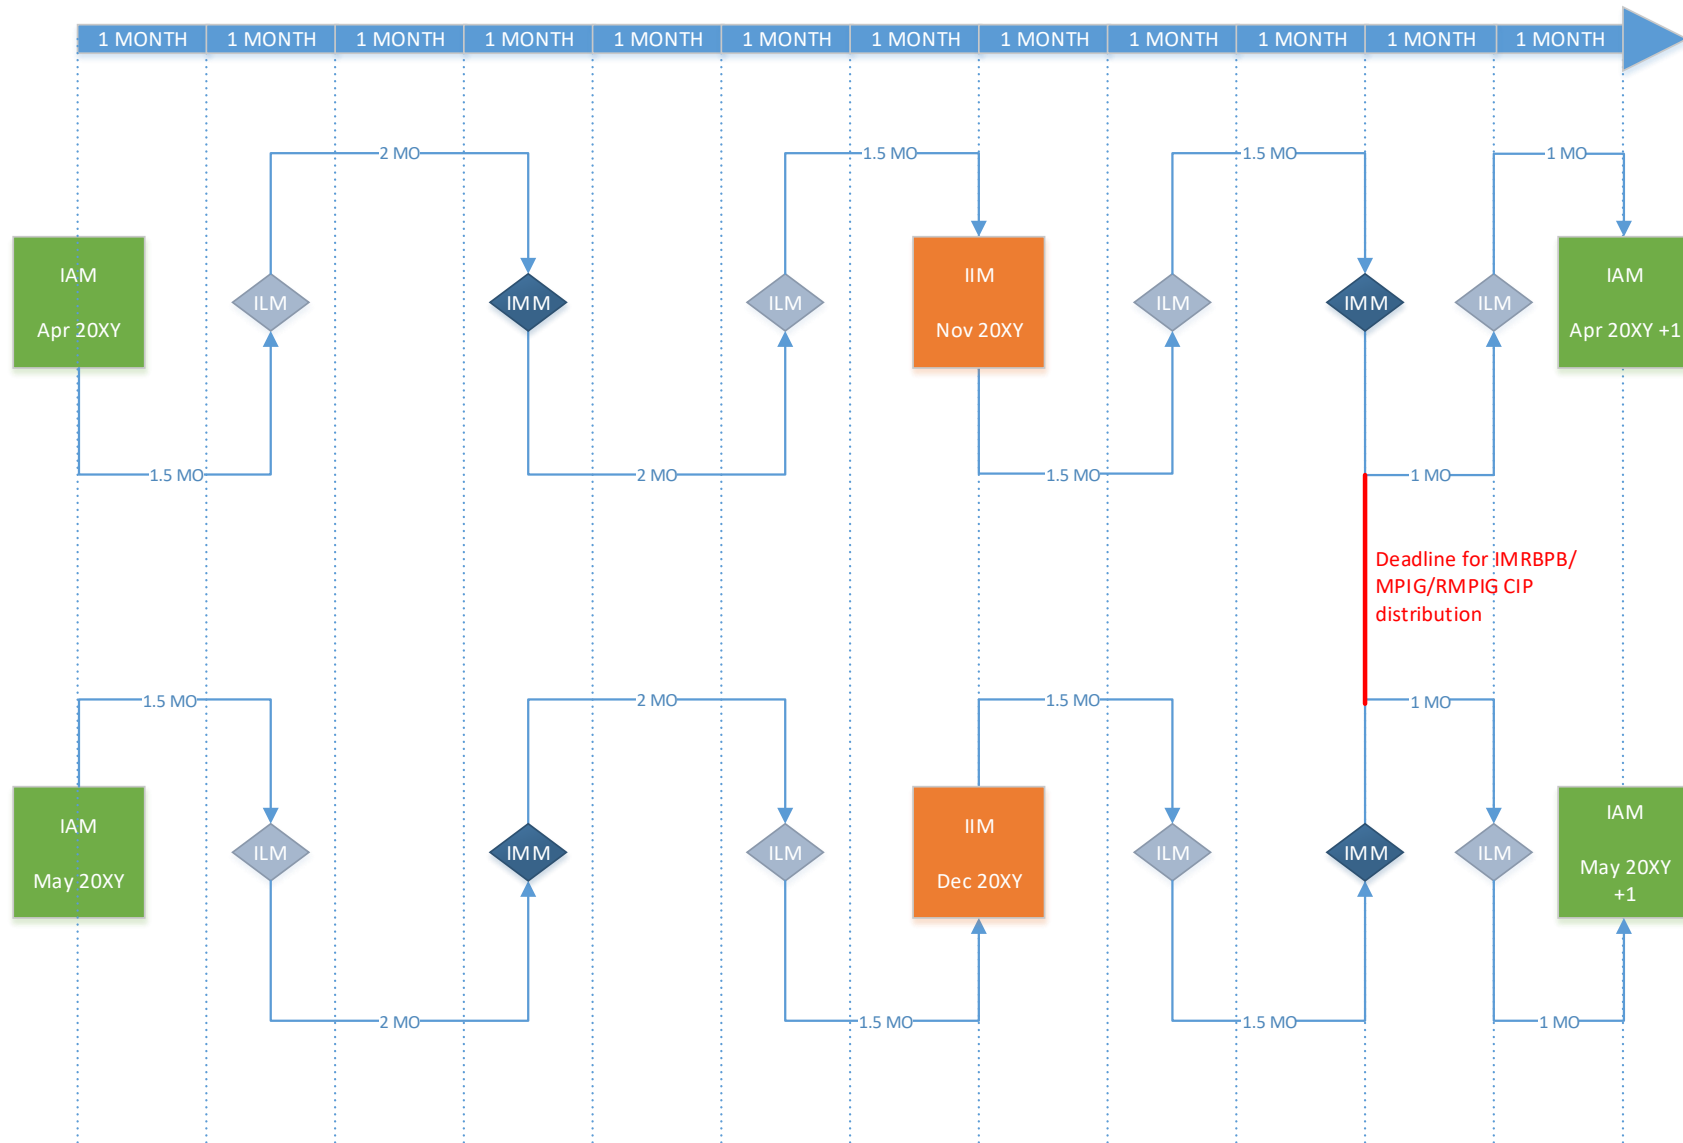 1 MONTH 1 MONTH 1 MONTH 1 MONTH 1 MONTH 1 MONTH 1 MONTH 1 MONTH 1 MONTH 1 MONTH 1 MONTH 1 MONTH
2 MO 1.5 MO 1.5 MO 1 MO
IAM
Apr 20XY
ILM
IMM
ILM
IIM
Nov 20XY
ILM
IMM
ILM
IAM
Apr 20XY +1
1.5 MO 2 MO 1.5 MO 1 MO
Deadline for IMRBPB/
MPIG/RMPIG CIP
distribution
1.5 MO 2 MO 1.5 MO 1 MO
IAM
May 20XY
ILM
IMM
ILM
IIM
Dec 20XY
ILM
IMM
ILM
IAM
May 20XY
+1
2 MO 1.5 MO 1.5 MO 1 MO